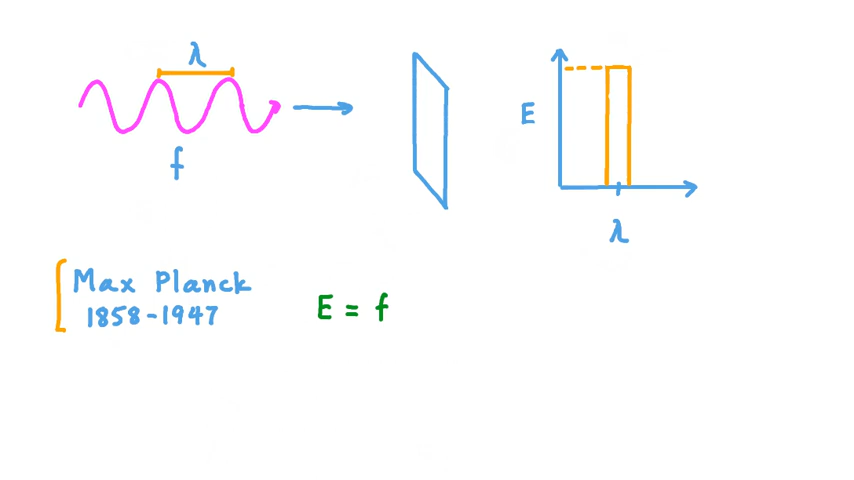 λ
f
E
λ
Max Planck
1858-1947
E = f